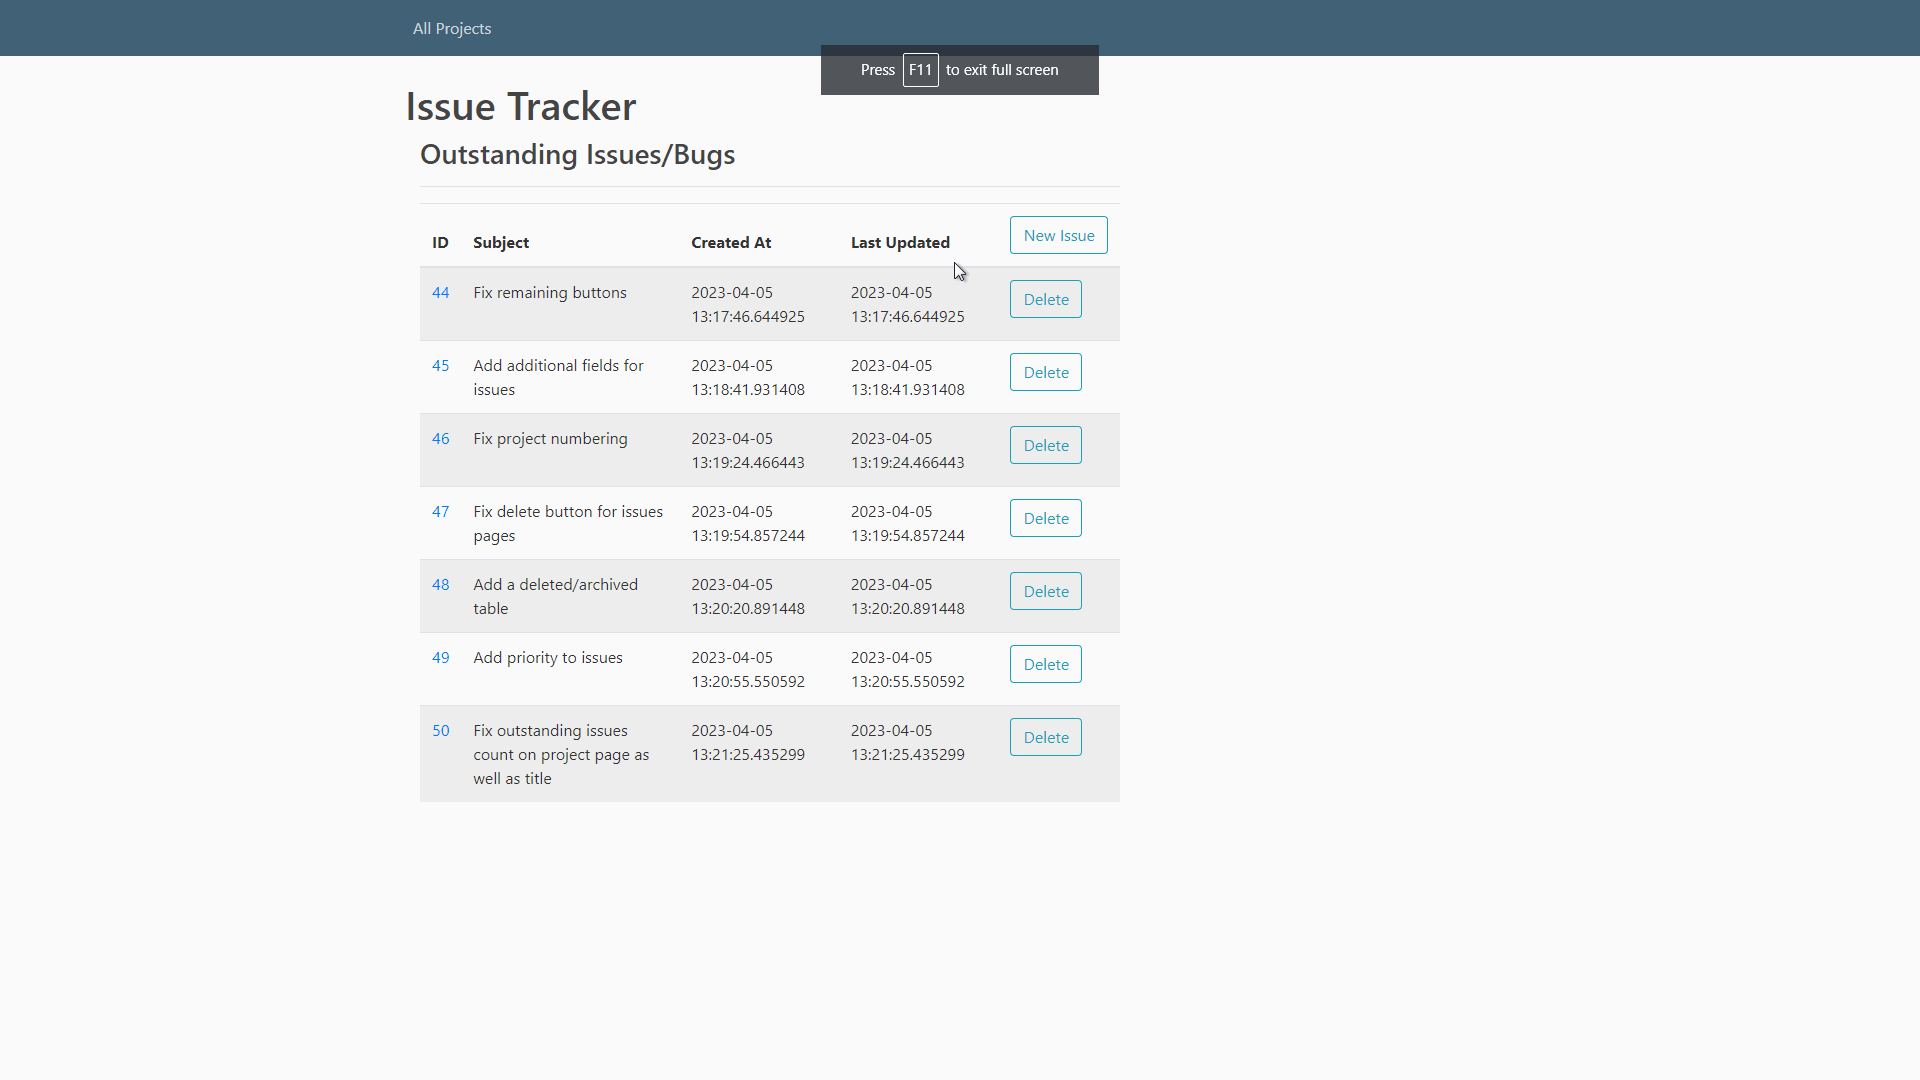 All Projects
Press F11 to exit full screen
Issue Tracker
Outstanding Issues/Bugs
ID Subject Created At Last Updated New Issue
44 Fix remaining buttons 2023-04-05 2023-04-05 Delete
13:17:46.644925 13:17:46.644925
45 Add additional fields for 2023-04-05 2023-04-05 Delete
issues 13:18:41.931408 13:18:41.931408
46 Fix project numbering 2023-04-05 2023-04-05 Delete
13:19:24.466443 13:19:24.466443
47 Fix delete button for issues 2023-04-05 2023-04-05 Delete
pages 13:19:54.857244 13:19:54.857244
48 Add a deleted/archived 2023-04-05 2023-04-05 Delete
table 13:20:20.891448 13:20:20.891448
49 Add priority to issues 2023-04-05 2023-04-05 Delete
13:20:55.550592 13:20:55.550592
50 Fix outstanding issues 2023-04-05 2023-04-05 Delete
count on project page as 13:21:25.435299 13:21:25.435299
well as title